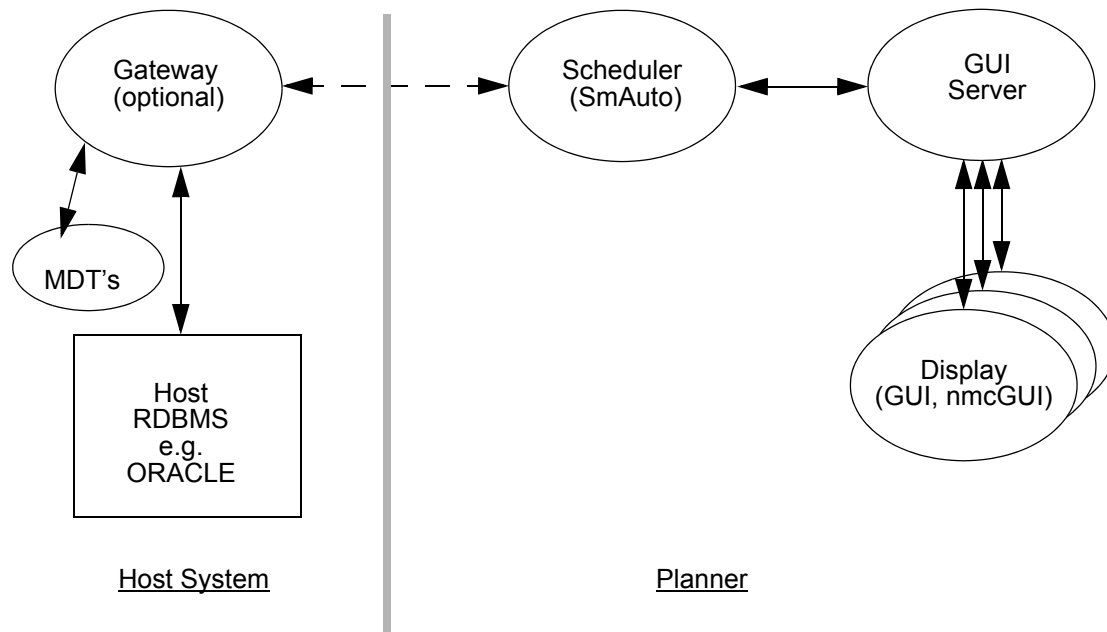 Gateway
(optional)
Scheduler
(SmAuto)
GUI
Server
MDT's
Host
RDBMS
e.g.
ORACLE
Display
(GUI, nmcGUI)
Host System
Planner